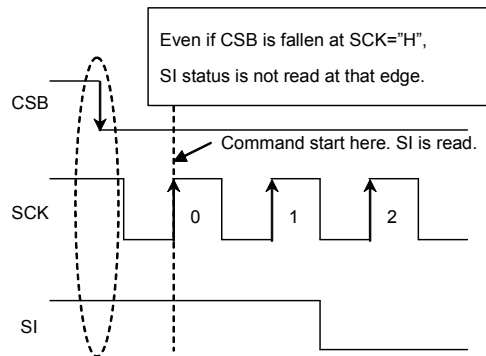 Even if CSB is fallen at SCK=”H”,
SI status is not read at that edge.
CSB
Command start here. SI is read.
SCK
0
1
2
SI